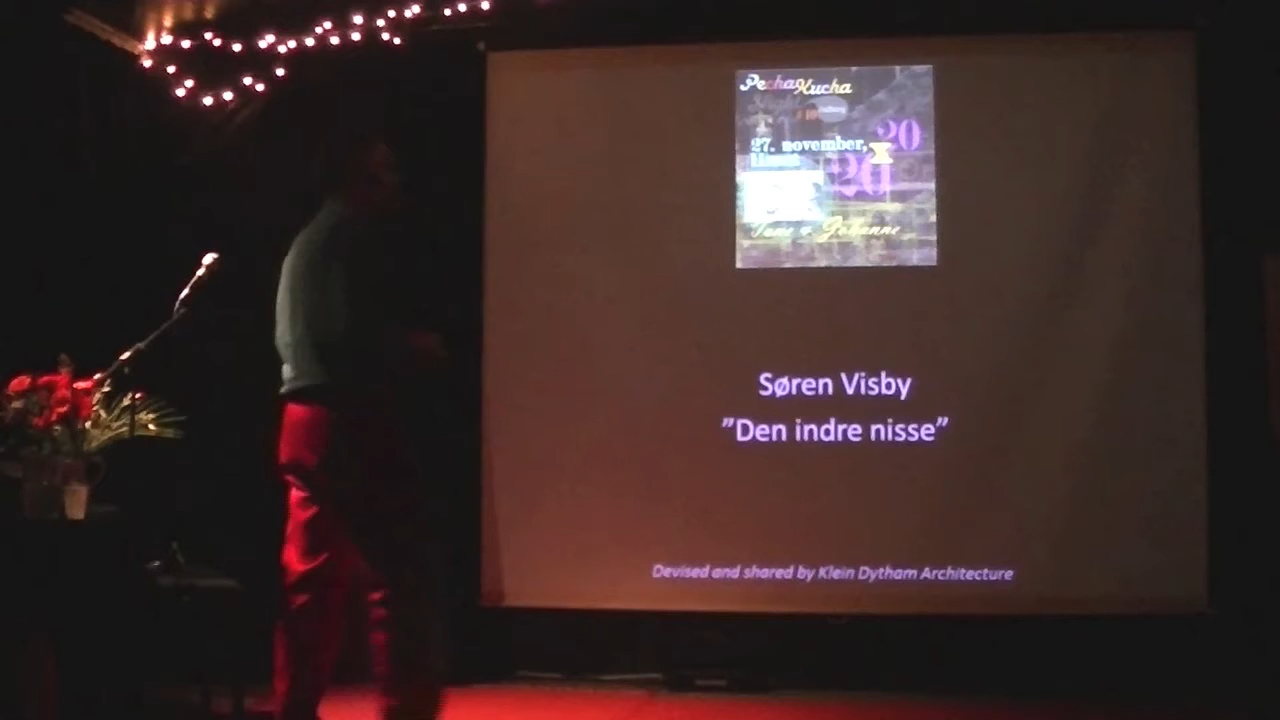 PechaKucha
27. november,
20
20
Søren Visby
”Den indre nisse”
Devised and shared by Klein Dytham Architecture